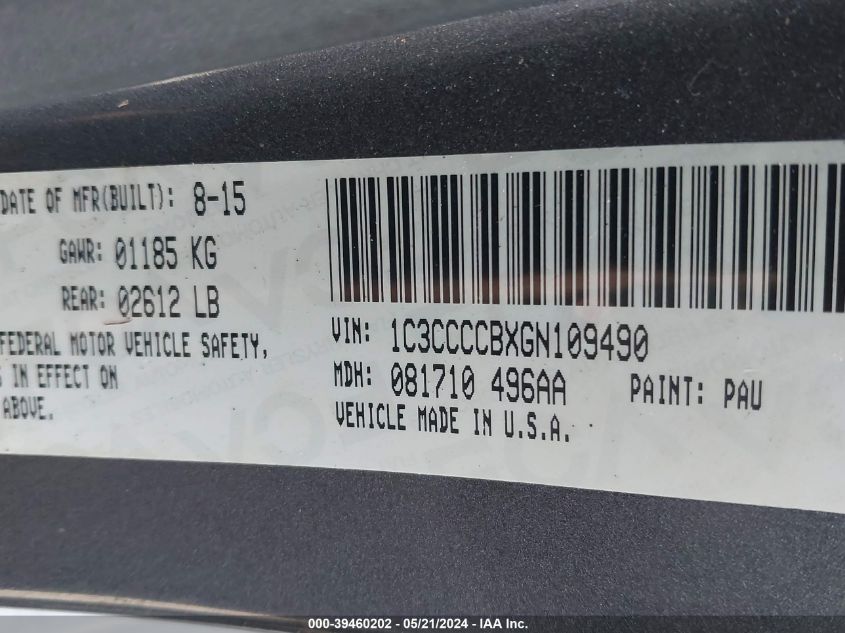 DATE OF MFR(BUILT): 8-15
GAWR: 01185 KG
REAR: 02612 LB
FEDERAL MOTOR VEHICLE SAFETY,
IN EFFECT ON
ABOVE.
VIN: 1C3CCCCBXGN109490
MDH: 081710 496AA PAINT: PAU
VEHICLE MADE IN U.S.A.
000-39460202 - 05/21/2024 - IAA Inc.